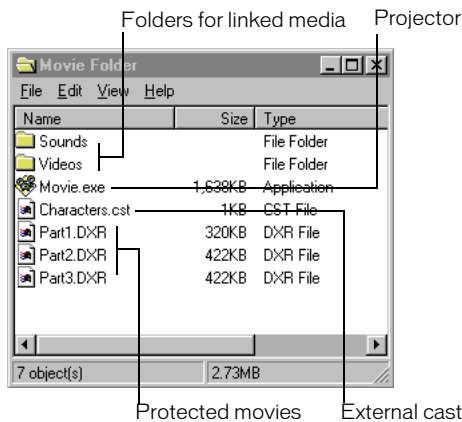 Folders for linked media Projector
Movie Folder
File Edit View Help
Name Size Type
Sounds File Folder
Videos File Folder
Movie.exe 1,638KB Application
Characters.cst 1KB CST File
Part1.DXR 320KB DXR File
Part2.DXR 422KB DXR File
Part3.DXR 422KB DXR File
7 object(s) 2.73MB
Protected movies External cast